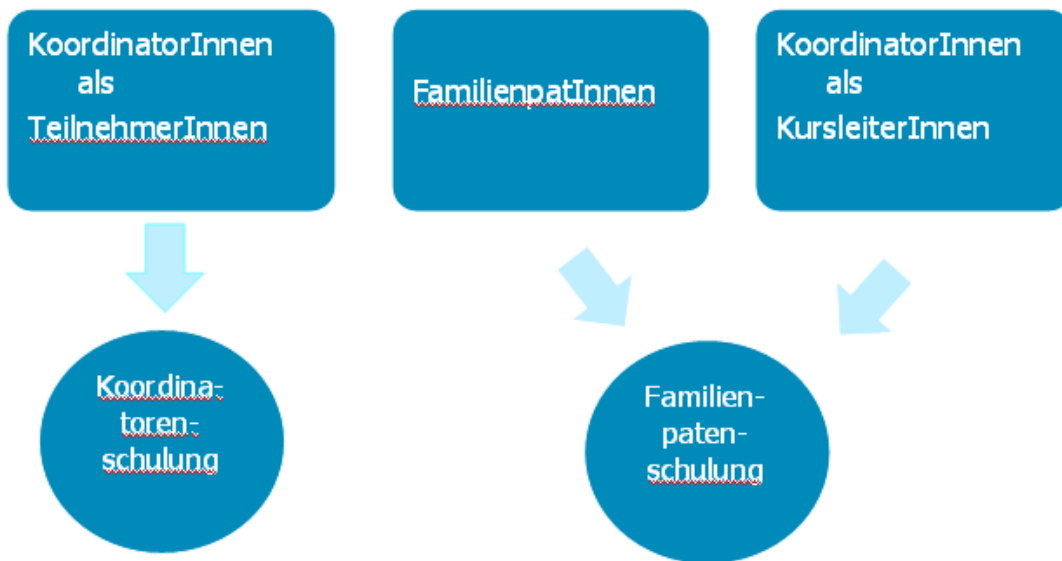 KoordinatorInnen
als
TeilnehmerInnen
FamilienpatInnen
KoordinatorInnen
als
KursleiterInnen
Koordina-
toren-
schulung
Familien-
paten-
schulung